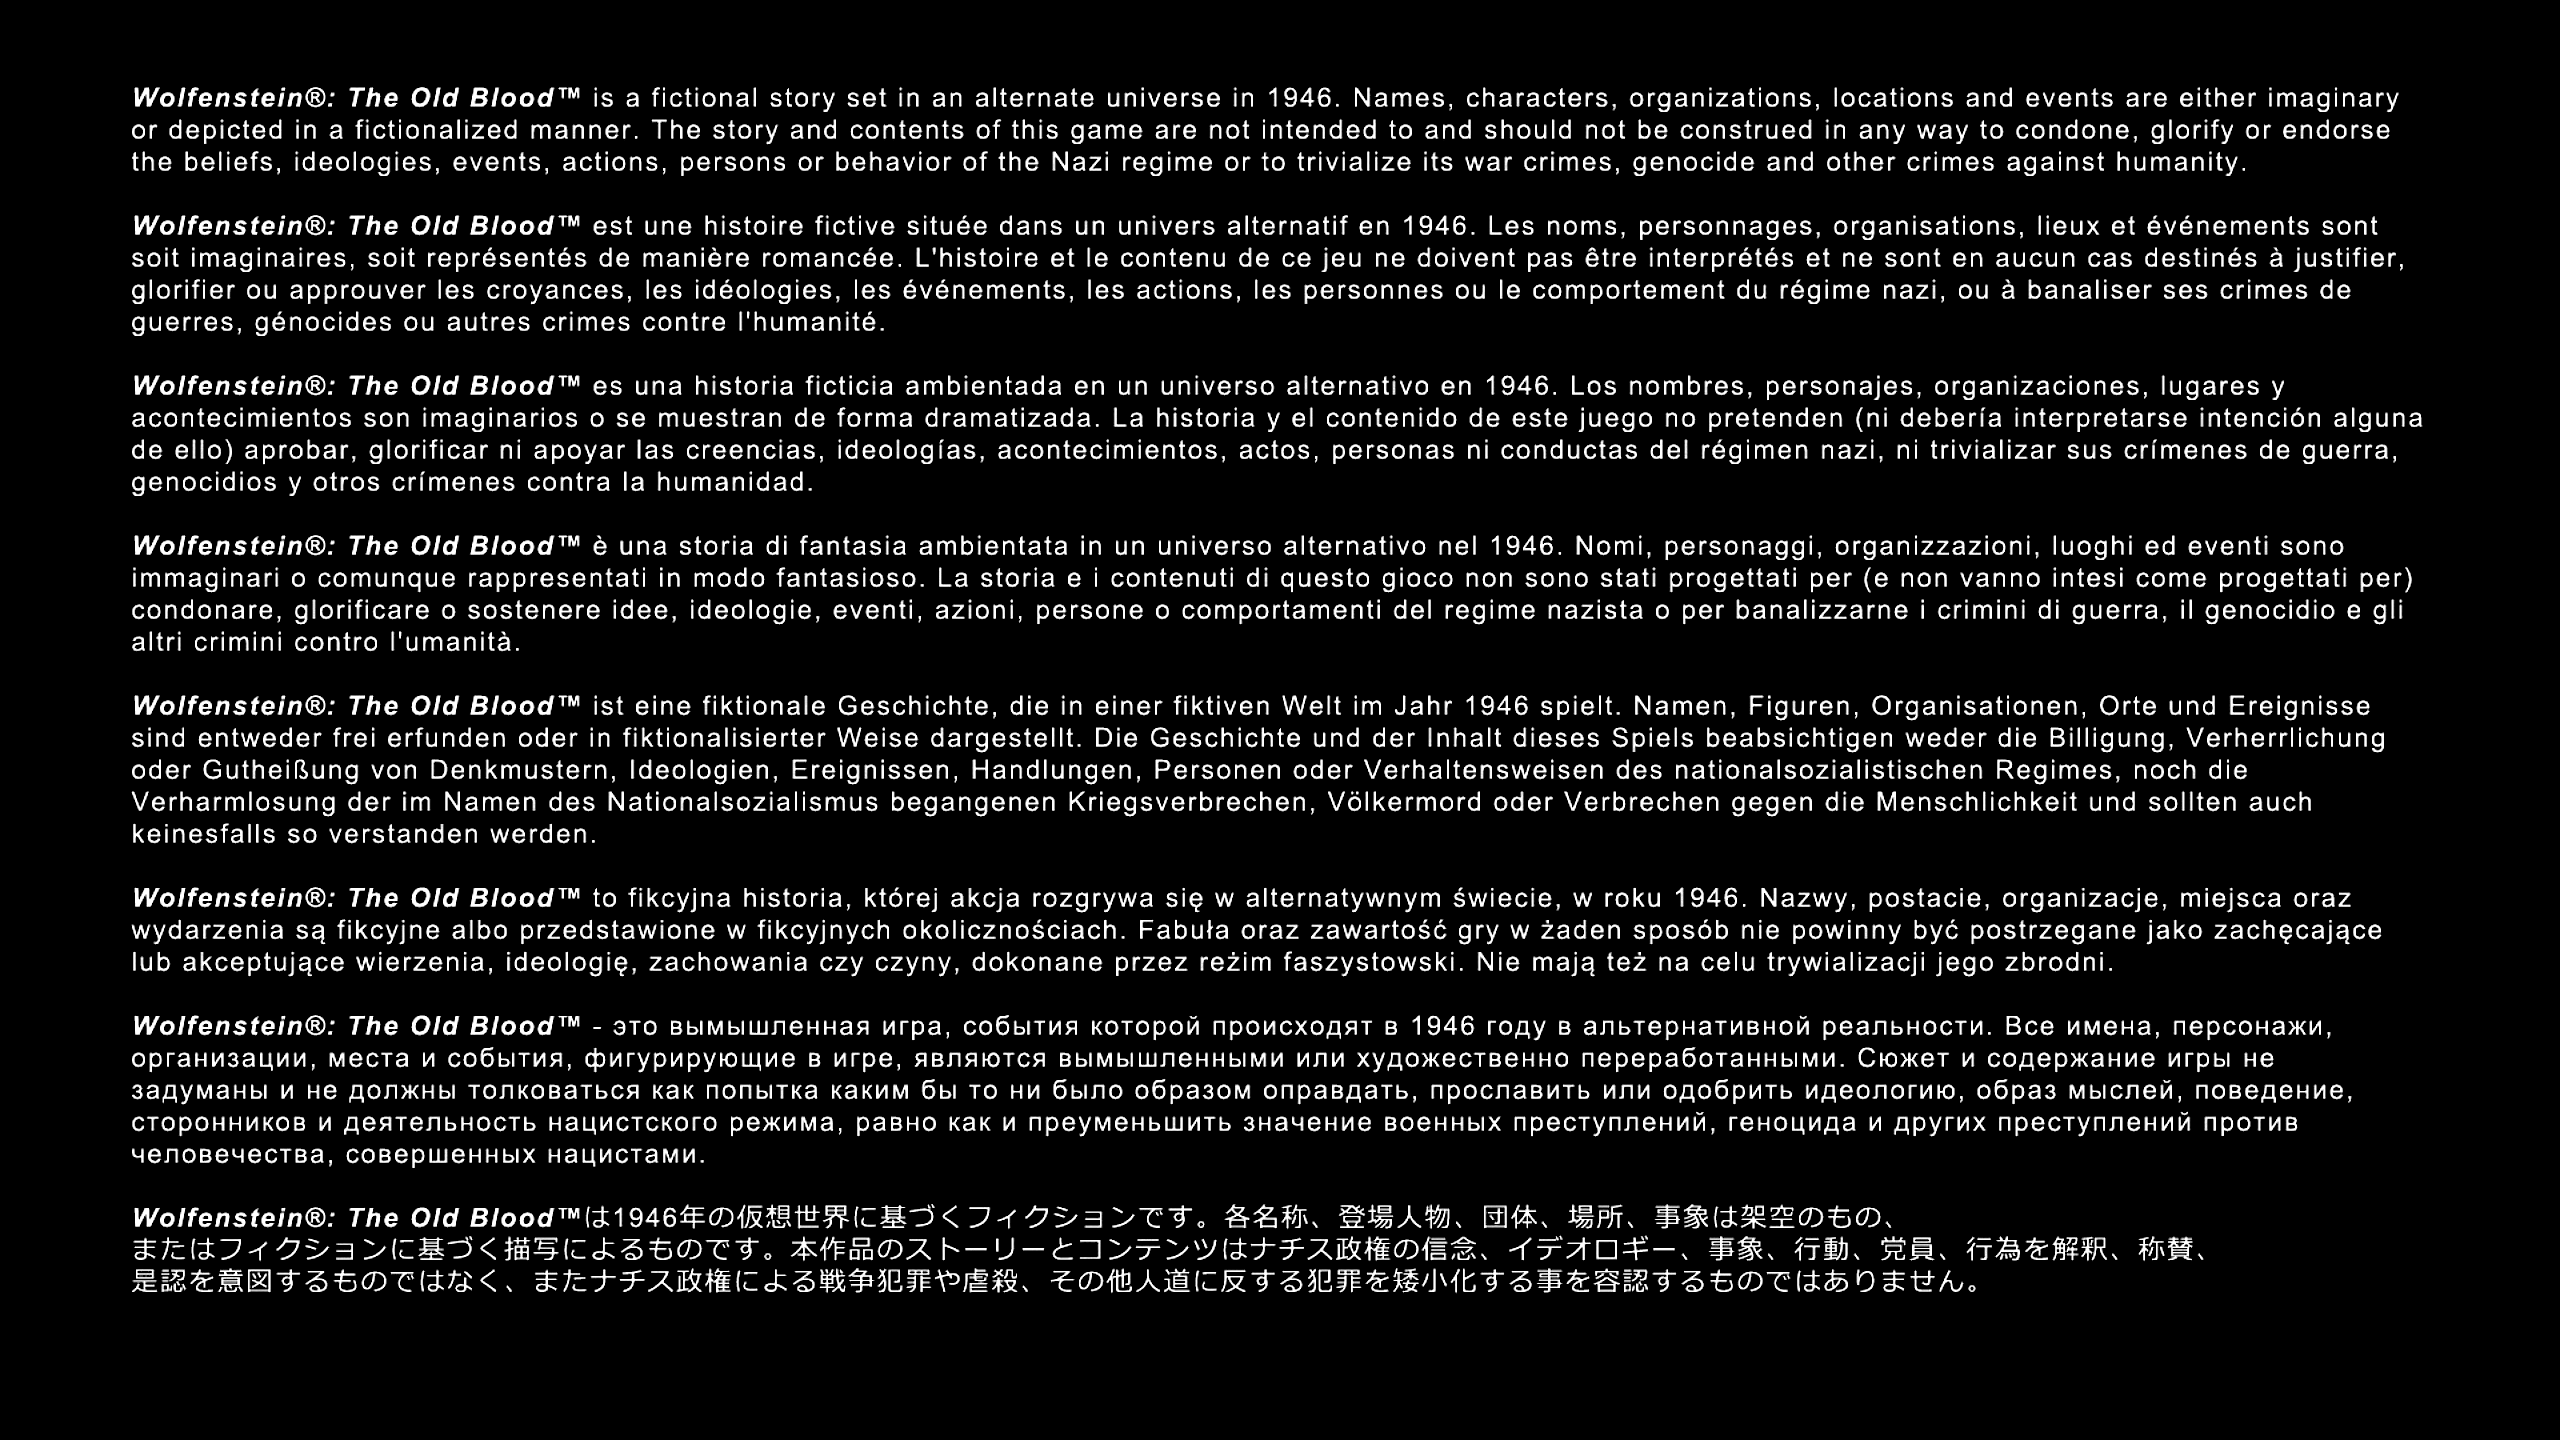 Wolfenstein®: The Old Blood™ is a fictional story set in an alternate universe in 1946. Names, characters, organizations, locations and events are either imaginary
or depicted in a fictionalized manner. The story and contents of this game are not intended to and should not be construed in any way to condone, glorify or endorse
the beliefs, ideologies, events, actions, persons or behavior of the Nazi regime or to trivialize its war crimes, genocide and other crimes against humanity.
Wolfenstein®: The Old Blood™ est une histoire fictive située dans un univers alternatif en 1946. Les noms, personnages, organisations, lieux et événements sont
soit imaginaires, soit représentés de manière romancée. L'histoire et le contenu de ce jeu ne doivent pas être interprétés et ne sont en aucun cas destinés à justifier,
glorifier ou approuver les croyances, les idéologies, les événements, les actions, les personnes ou le comportement du régime nazi, ou à banaliser ses crimes de
guerres, génocides ou autres crimes contre l'humanité.
Wolfenstein®: The Old Blood™ es una historia ficticia ambientada en un universo alternativo en 1946. Los nombres, personajes, organizaciones, lugares y
acontecimientos son imaginarios o se muestran de forma dramatizada. La historia y el contenido de este juego no pretenden (ni debería interpretarse intención alguna
de ello) aprobar, glorificar ni apoyar las creencias, ideologías, acontecimientos, actos, personas ni conductas del régimen nazi, ni trivializar sus crímenes de guerra,
genocidios y otros crímenes contra la humanidad.
Wolfenstein®: The Old Blood™ è una storia di fantasia ambientata in un universo alternativo nel 1946. Nomi, personaggi, organizzazioni, luoghi ed eventi sono
immaginari o comunque rappresentati in modo fantasioso. La storia e i contenuti di questo gioco non sono stati progettati per (e non vanno intesi come progettati per)
condonare, glorificare o sostenere idee, ideologie, eventi, azioni, persone o comportamenti del regime nazista o per banalizzarne i crimini di guerra, il genocidio e gli
altri crimini contro l'umanità.
Wolfenstein®: The Old Blood™ ist eine fiktionale Geschichte, die in einer fiktiven Welt im Jahr 1946 spielt. Namen, Figuren, Organisationen, Orte und Ereignisse
sind entweder frei erfunden oder in fiktionalisierter Weise dargestellt. Die Geschichte und der Inhalt dieses Spiels beabsichtigen weder die Billigung, Verherrlichung
oder Gutheißung von Denkmustern, Ideologien, Ereignissen, Handlungen, Personen oder Verhaltensweisen des nationalsozialistischen Regimes, noch die
Verharmlosung der im Namen des Nationalsozialismus begangenen Kriegsverbrechen, Völkermord oder Verbrechen gegen die Menschlichkeit und sollten auch
keinesfalls so verstanden werden.
Wolfenstein®: The Old Blood™ to fikcyjna historia, której akcja rozgrywa się w alternatywnym świecie, w roku 1946. Nazwy, postacie, organizacje, miejsca oraz
wydarzenia są fikcyjne albo przedstawione w fikcyjnych okolicznościach. Fabuła oraz zawartość gry w żaden sposób nie powinny być postrzegane jako zachęcające
lub akceptujące wierzenia, ideologię, zachowania czy czyny, dokonane przez reżim faszystowski. Nie mają też na celu trywializacji jego zbrodni.
Wolfenstein®: The Old Blood™ - это вымышленная игра, события которой происходят в 1946 году в альтернативной реальности. Все имена, персонажи,
организации, места и события, фигурирующие в игре, являются вымышленными или художественно переработанными. Сюжет и содержание игры не
задуманы и не должны толковаться как попытка каким бы то ни было образом оправдать, прославить или одобрить идеологию, образ мыслей, поведение,
сторонников и деятельность нацистского режима, равно как и преуменьшить значение военных преступлений, геноцида и других преступлений против
человечества, совершенных нацистами.
Wolfenstein®: The Old Blood™は1946年の仮想世界に基づくフィクションです。各名称、登場人物、団体、場所、事象は架空のもの、
またはフィクションに基づく描写によるものです。本作品のストーリーとコンテンツはナチス政権の信念、イデオロギー、事象、行動、党員、行為を解釈、称賛、
是認を意図するものではなく、またナチス政権による戦争犯罪や虐殺、その他人道に反する犯罪を矮小化する事を容認するものではありません。